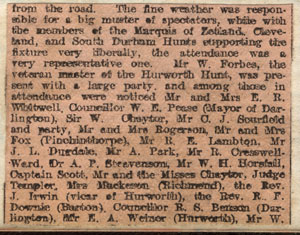 from the road. The fine weather was respon-
sible for a big muster of spectators, while with
the members of the Marquis of Zetland, Cleve-
land, and South Durham Hunts supporting the
fixture very liberally, the attendance was a
very representative one. Mr W. Forbes, the
veteran master of the Hurworth Hunt, was pre-
sent with a large party, and among those in
attendance were noticed Mr and Mrs E. R.
Whitwell, Councillor J. E. Pease (Mayor of Dar-
lington), Sir W. Chaytor, Mr C. J. Scurfield
and party, Mr and Mrs Rogerson, Mr and Mrs
Fox (Pinchinthorpe), Mr R. E. Lambton, Mr
J. L. Dugdale, Mr A. Park, Mr R. Cresswell-
Ward, Dr A. P. Steavenson, Mr W. H. Horsfall,
Captain Scott, Mr and the Misses Chaytor, Judge
Templer, Mrs Mackeson (Richmond), the Rev.
J. Irwin (vicar of Hurworth), the Rev. R. F.
Downie (Barton), Councillor R. S. Benson (Dar-
lington), Mr E. A. (Hurworth), Mr W.